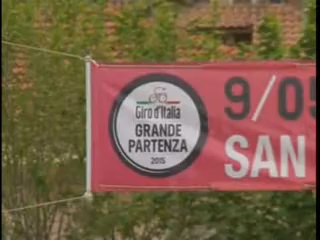 Giro d'Italia
GRANDE
PARTENZA
2015
9/05
SAN